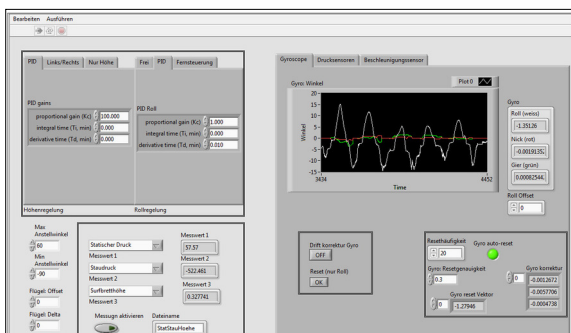 Bearbeiten Ausführen
PID Links/Rechts Nur Höhe
Frei PID Fernsteuerung
PID gains
proportional gain (Kc) 100.000
integral time (Ti, min) 0.000
derivative time (Td, min) 0.000
PID Roll
proportional gain (Kc) 1.000
integral time (Ti, min) 0.000
derivative time (Td, min) 0.010
Höhenregelung
Rollregelung
Max
Anstellwinkel
60
Min
Anstellwinkel
-90
Flügel: Offset
0
Flügel Delta
0
Statischer Druck
Messwert 1
Staudruck
Messwert 2
Surfbretthöhe
Messwert 3
Messwert 1
57.57
Messwert 2
-522.461
Messwert 3
0.327741
Messung aktivieren
Dateiname
StatStauHoehe
Gyroscope Drucksensoren Beschleunigungssensor
Gyro Winkel
Plot 0
Winkel
20
15
10
5
0
-5
-10
-15
3434
4452
Time
Gyro
Roll (weiss)
-1.35126
Nick (rot)
-0.0019135
Gier (grün)
0.00082544
Roll Offset
0
Drift korrektur Gyro
OFF
Reset (nur Roll)
OK
Resethäufigkeit
20
Gyro auto-reset
Gyro: Resetgenauigkeit
0.3
Gyro reset Vektor
0
-1.27946
Gyro korrektur
0
-0.0012672
-0.0057706
-0.0004738